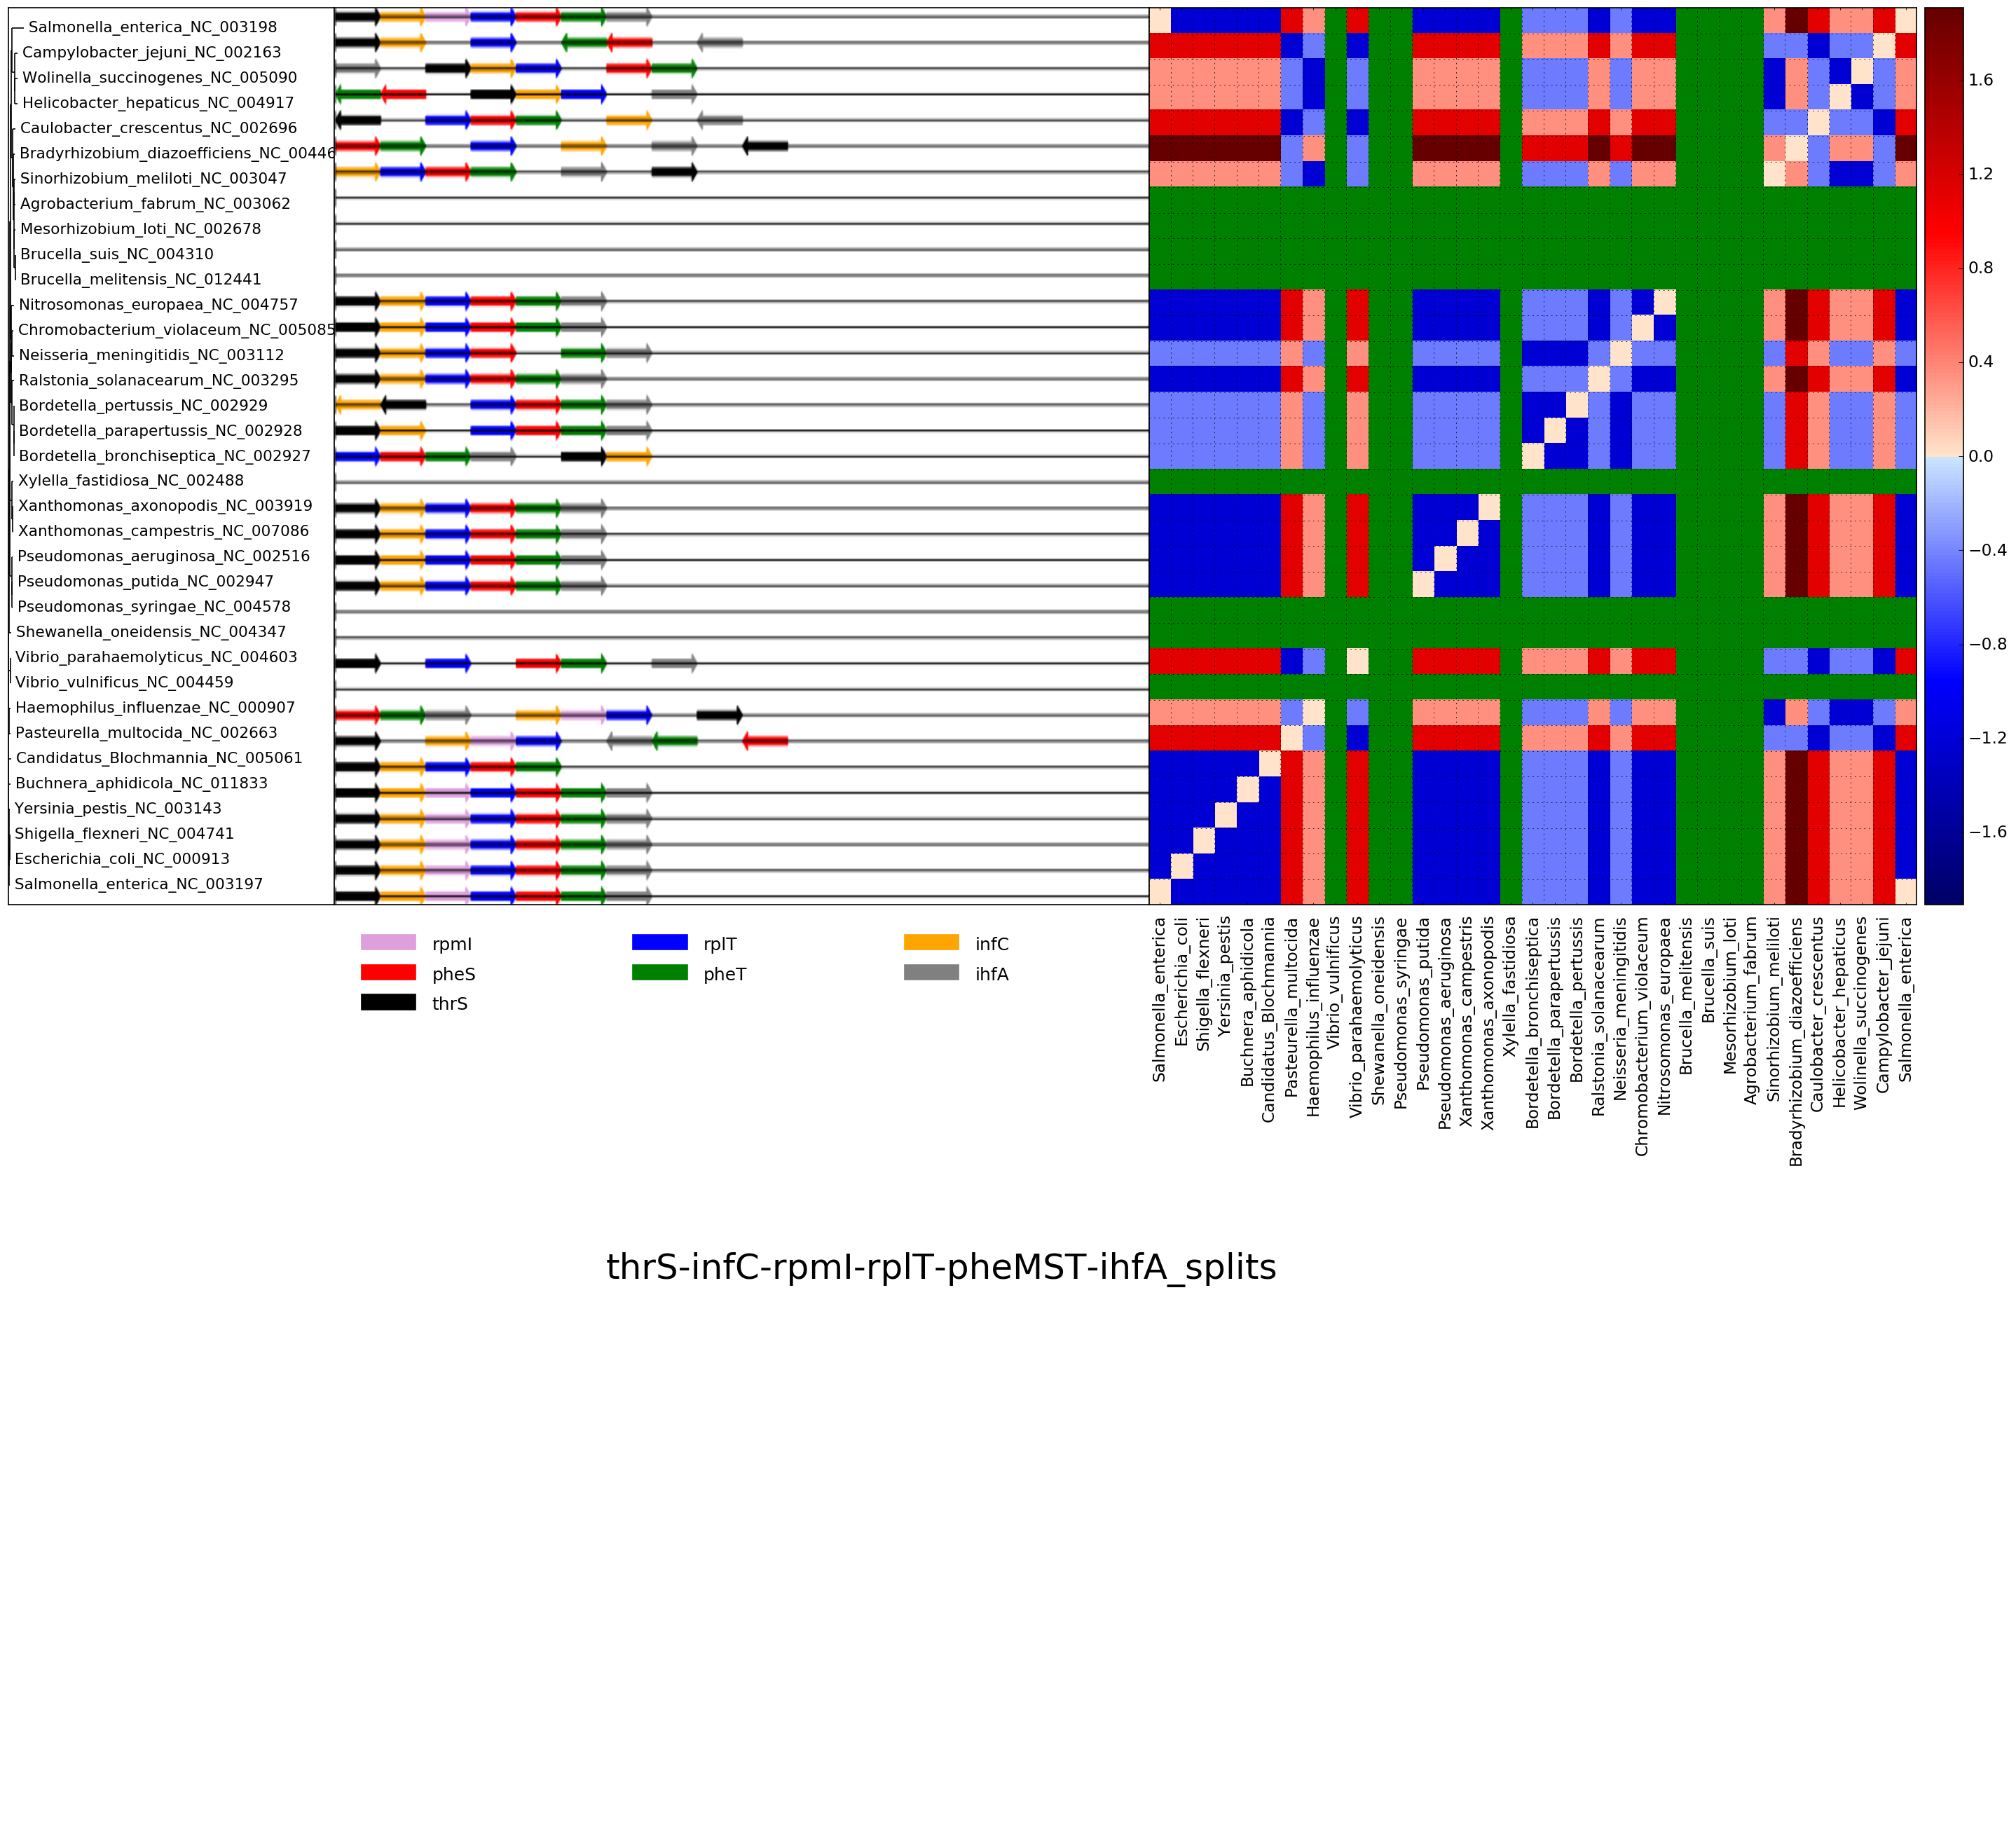 Salmonella_enterica_NC_003198
Campylobacter_jejuni_NC_002163
Wolinella_succinogenes_NC_005090
Helicobacter_hepaticus_NC_004917
Caulobacter_crescentus_NC_002696
Bradyrhizobium_diazoefficiens_NC_00446
Sinorhizobium_meliloti_NC_003047
Agrobacterium_fabrum_NC_003062
Mesorhizobium_loti_NC_002678
Brucella_suis_NC_004310
Brucella_melitensis_NC_012441
Nitrosomonas_europaea_NC_004757
Chromobacterium_violaceum_NC_005085
Neisseria_meningitidis_NC_003112
Ralstonia_solanacearum_NC_003295
Bordetella_pertussis_NC_002929
Bordetella_parapertussis_NC_002928
Bordetella_bronchiseptica_NC_002927
Xylella_fastidiosa_NC_002488
Xanthomonas_axonopodis_NC_003919
Xanthomonas_campestris_NC_007086
Pseudomonas_aeruginosa_NC_002516
Pseudomonas_putida_NC_002947
Pseudomonas_syringae_NC_004578
Shewanella_oneidensis_NC_004347
Vibrio_parahaemolyticus_NC_004603
Vibrio_vulnificus_NC_004459
Haemophilus_influenzae_NC_000907
Pasteurella_multocida_NC_002663
Candidatus_Blochmannia_NC_005061
Buchnera_aphidicola_NC_011833
Yersinia_pestis_NC_003143
Shigella_flexneri_NC_004741
Escherichia_coli_NC_000913
Salmonella_enterica_NC_003197
1.6
1.2
0.8
0.4
0.0
−0.4
−0.8
−1.2
−1.6
Salmonella_enterica
Escherichia_coli
Shigella_flexneri
Yersinia_pestis
Buchnera_aphidicola
Candidatus_Blochmannia
Pasteurella_multocida
Haemophilus_influenzae
Vibrio_vulnificus
Vibrio_parahaemolyticus
Shewanella_oneidensis
Pseudomonas_syringae
Pseudomonas_putida
Pseudomonas_aeruginosa
Xanthomonas_campestris
Xanthomonas_axonopodis
Xylella_fastidiosa
Bordetella_bronchiseptica
Bordetella_parapertussis
Bordetella_pertussis
Ralstonia_solanacearum
Neisseria_meningitidis
Chromobacterium_violaceum
Nitrosomonas_europaea
Brucella_melitensis
Brucella_suis
Mesorhizobium_loti
Agrobacterium_fabrum
Sinorhizobium_meliloti
Bradyrhizobium_diazoefficiens
Caulobacter_crescentus
Helicobacter_hepaticus
Wolinella_succinogenes
Campylobacter_jejuni
Salmonella_enterica
rpmI rplT infC
pheS pheT ihfA
thrS
thrS-infC-rpmI-rplT-pheMST-ihfA_splits